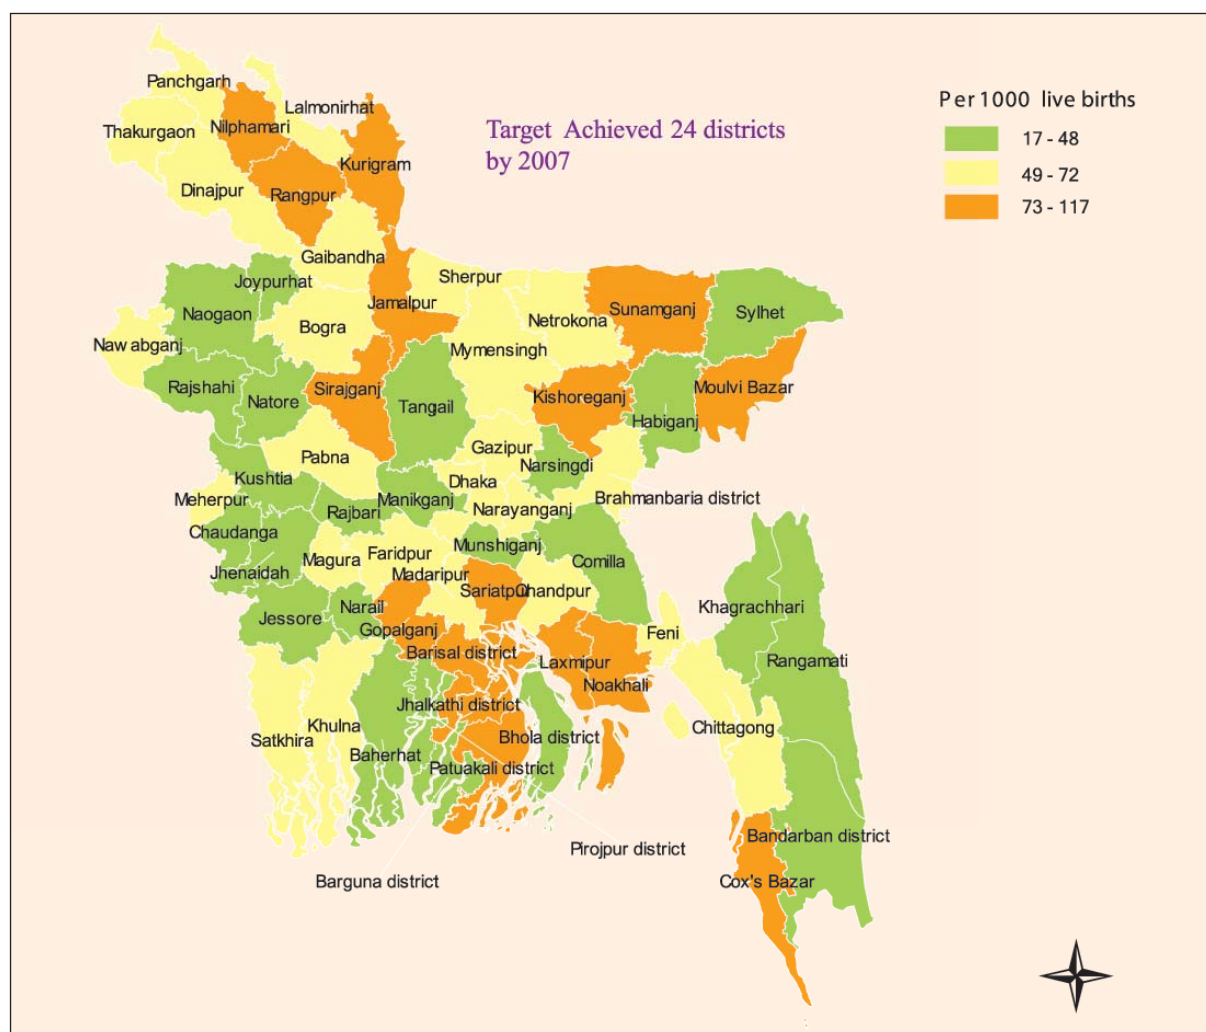 Per 1000 live births
17 - 48
49 - 72
73 - 117
Target Achieved 24 districts
by 2007
Panchgarh
Lalmonirhat
Thakurgaon
Nilphamari
Kurigram
Dinajpur
Rangpur
Gaibandha
Sherpur
Joypurhat
Jamalpur
Naogaon
Bogra
Netrokona
Sunamganj
Sylhet
Nawabganj
Mymensingh
Rajshahi
Natore
Sirajganj
Tangail
Kishoreganj
Moulvi Bazar
Habiganj
Pabna
Gazipur
Narsingdi
Kushtia
Dhaka
Meherpur
Manikganj
Brahmanbaria district
Rajbari
Narayanganj
Chaudanga
Munshiganj
Faridpur
Magura
Comilla
Jhenaidah
Madaripur
Sariatpur
Chandpur
Jessore
Narail
Khagrachhari
Gopalganj
Feni
Barisal district
Laxmipur
Rangamati
Noakhali
Jhalkathi district
Khulna
Satkhira
Bhola district
Chittagong
Baherhat
Patuakali district
Pirojpur district
Bandarban district
Barguna district
Cox's Bazar